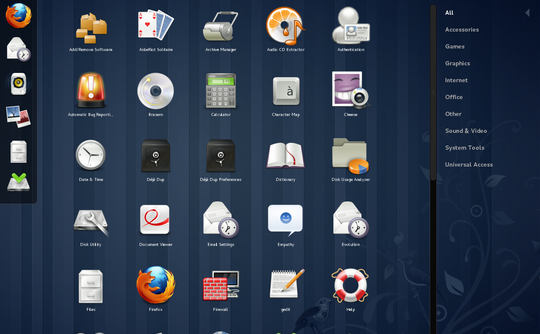 Add/Remove Software
AisleRiot Solitaire
Archive Manager
Audio CD Extractor
Authentication
Automatic Bug Reporti...
Brasero
Calculator
Character Map
Cheese
Date & Time
Déjà Dup
Déjà Dup Preferences
Dictionary
Disk Usage Analyzer
Disk Utility
Document Viewer
Email Settings
Empathy
Evolution
Files
Firefox
Firewall
gedit
Help
All
Accessories
Games
Graphics
Internet
Office
Other
Sound & Video
System Tools
Universal Access